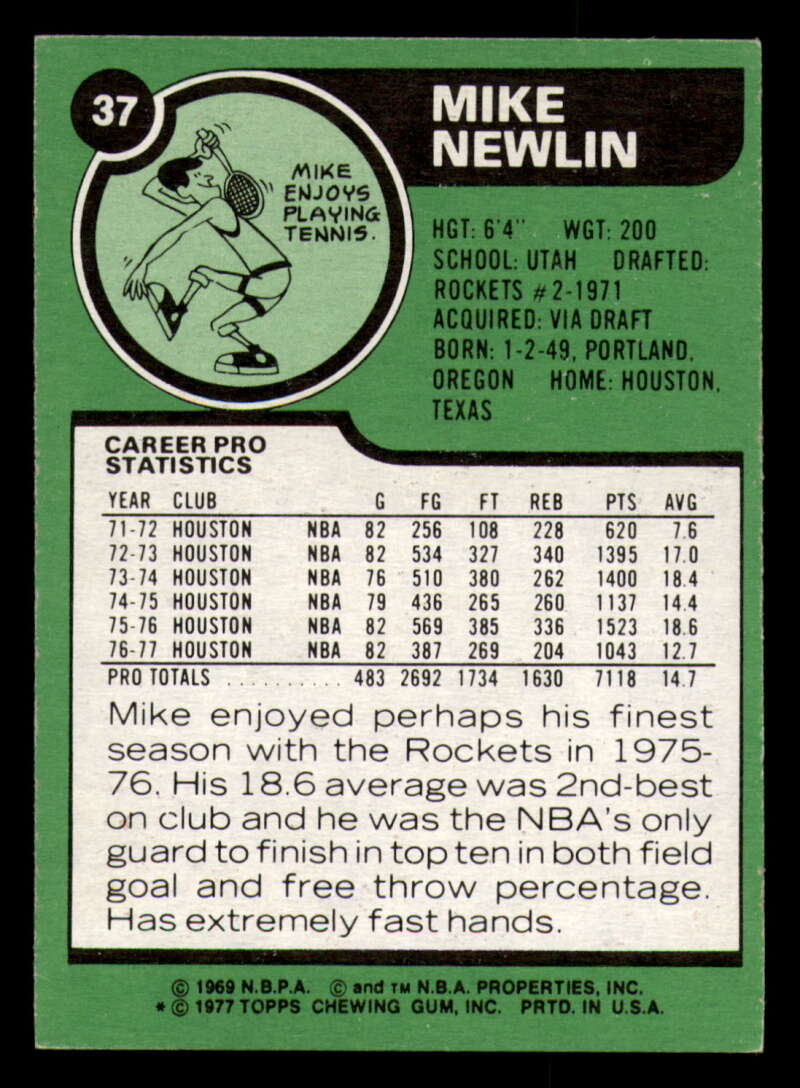 37
MIKE
NEWLIN
MIKE
ENJOYS
PLAYING
TENNIS.
HGT: 6'4" WGT: 200
SCHOOL: UTAH DRAFTED:
ROCKETS #2-1971
ACQUIRED: VIA DRAFT
BORN: 1-2-49, PORTLAND,
OREGON HOME: HOUSTON,
TEXAS
CAREER PRO
STATISTICS
YEAR CLUB G FG FT REB PTS AVG
71-72 HOUSTON NBA 82 256 108 228 620 7.6
72-73 HOUSTON NBA 82 534 327 340 1395 17.0
73-74 HOUSTON NBA 76 510 380 262 1400 18.4
74-75 HOUSTON NBA 79 436 265 260 1137 14.4
75-76 HOUSTON NBA 82 569 385 336 1523 18.6
76-77 HOUSTON NBA 82 387 269 204 1043 12.7
PRO TOTALS .......... 483 2692 1734 1630 7118 14.7
Mike enjoyed perhaps his finest
season with the Rockets in 1975-
76. His 18.6 average was 2nd-best
on club and he was the NBA's only
guard to finish in top ten in both field
goal and free throw percentage.
Has extremely fast hands.
© 1969 N.B.P.A. © and TM N.B.A. PROPERTIES, INC.
* © 1977 TOPPS CHEWING GUM, INC. PRTD. IN U.S.A.